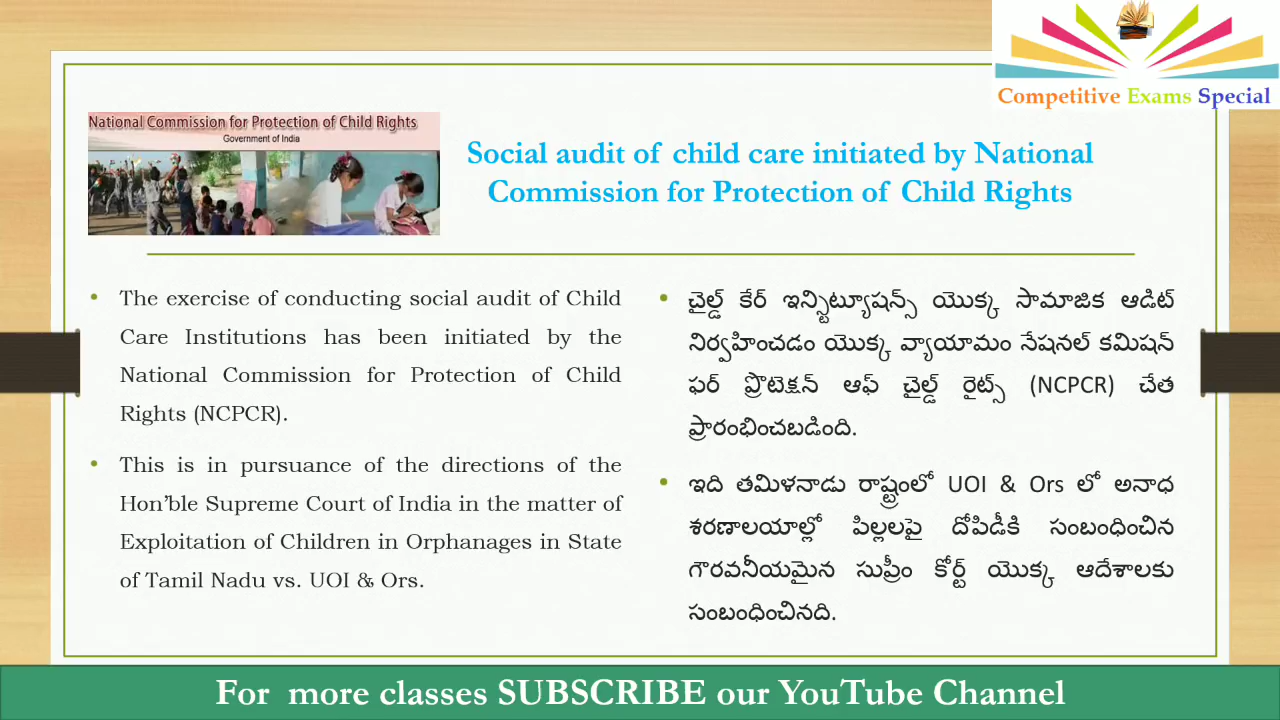 Competitive Exams Special
National Commission for Protection of Child Rights
Government of India
Social audit of child care initiated by National
Commission for Protection of Child Rights
• The exercise of conducting social audit of Child
Care Institutions has been initiated by the
National Commission for Protection of Child
Rights (NCPCR).
• This is in pursuance of the directions of the
Hon’ble Supreme Court of India in the matter of
Exploitation of Children in Orphanages in State
of Tamil Nadu vs. UOI & Ors.
• చైల్డ్ కేర్ ఇన్స్టిట్యూషన్స్ యొక్క సామాజిక ఆడిట్
నిర్వహించడం యొక్క వ్యాయామం నేషనల్ కమిషన్
ఫర్ ప్రొటెక్షన్ ఆఫ్ చైల్డ్ రైట్స్ (NCPCR) చేత
ప్రారంభించబడింది.
• ఇది తమిళనాడు రాష్ట్రంలో UOI & Ors లో అనాధ
శరణాలయాల్లో పిల్లలపై దోపిడీకి సంబంధించిన
గౌరవనీయమైన సుప్రీం కోర్ట్ యొక్క ఆదేశాలకు
సంబంధించినది.
For more classes SUBSCRIBE our YouTube Channel